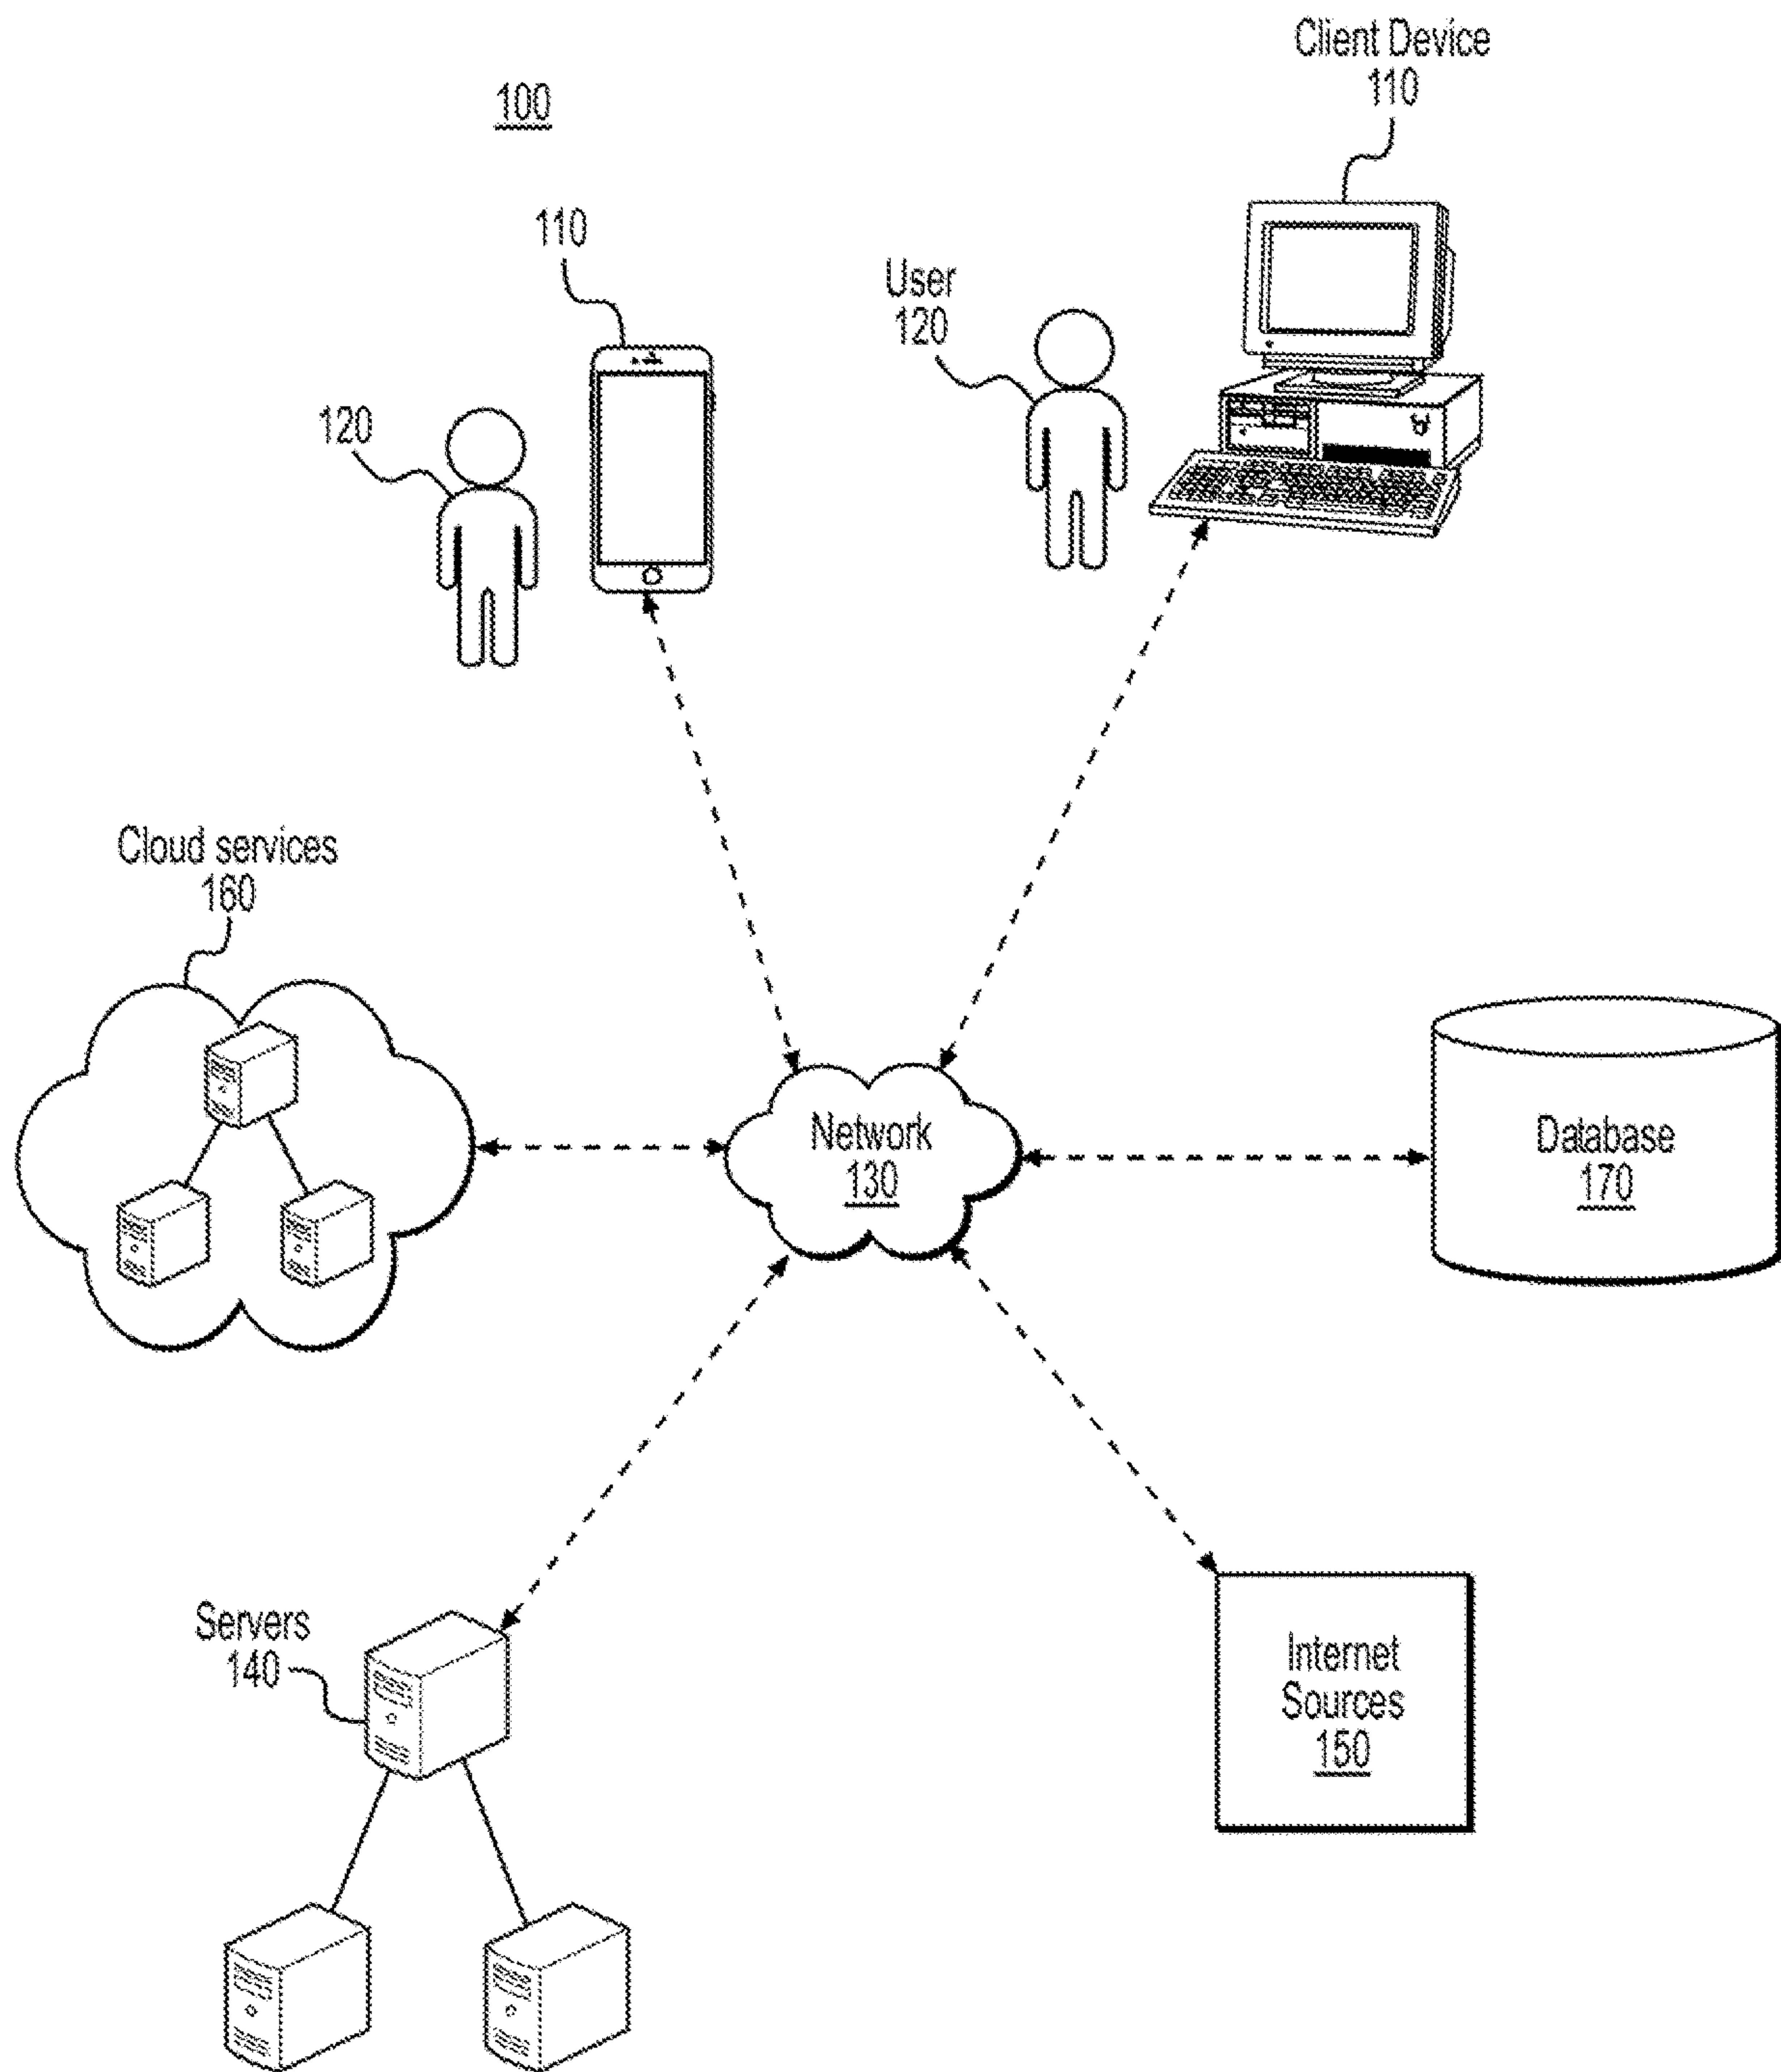 Client Device
110
100
110
User
120
120
Cloud services
160
Network
130
Database
170
Servers
140
Internet
Sources
150